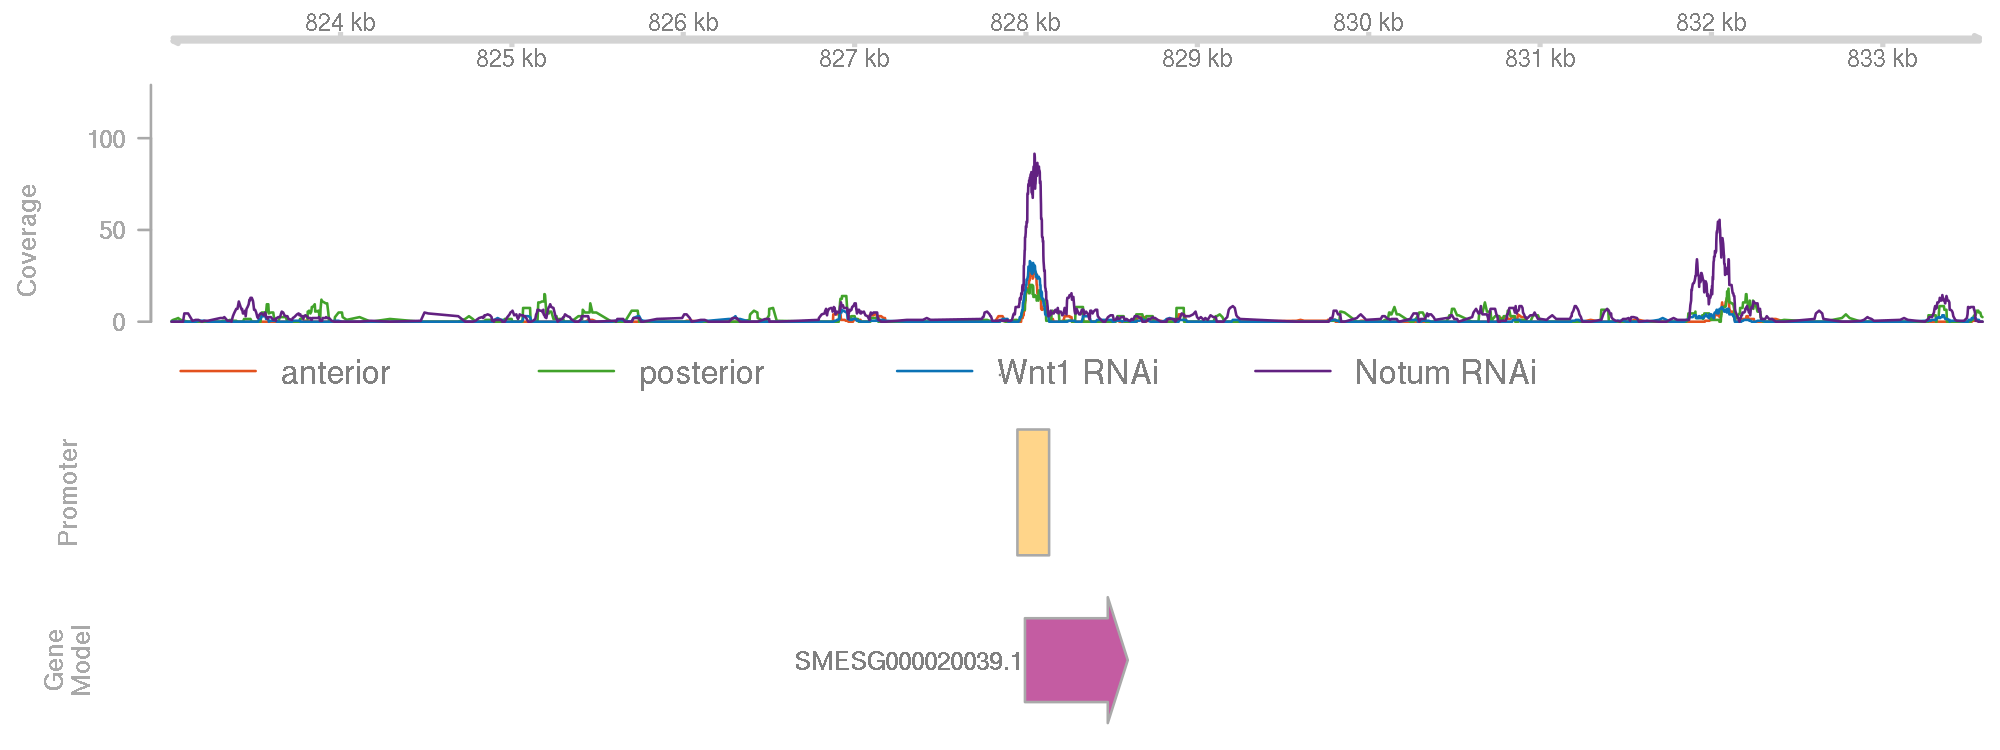 824 kb 826 kb 828 kb 830 kb 832 kb
825 kb 827 kb 829 kb 831 kb 833 kb
Coverage
100
50
0
anterior posterior Wnt1 RNAi Notum RNAi
Promoter
Gene
Model
SMESG000020039.1